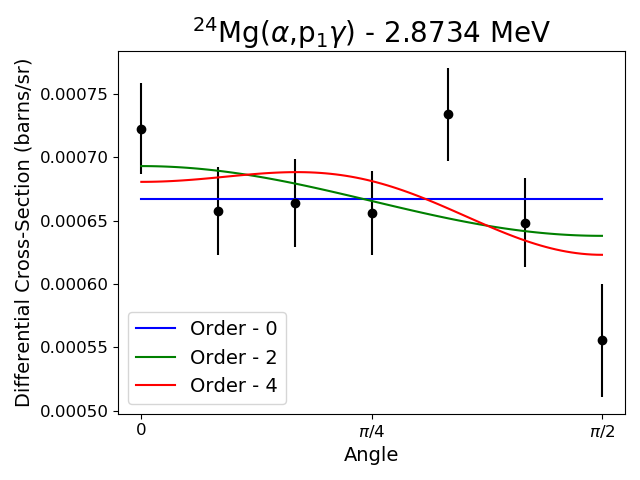 ²⁴Mg(α,p₁γ) - 2.8734 MeV
Differential Cross-Section (barns/sr)
0.00075
0.00070
0.00065
0.00060
0.00055
0.00050
Order - 0
Order - 2
Order - 4
0
π/4
π/2
Angle